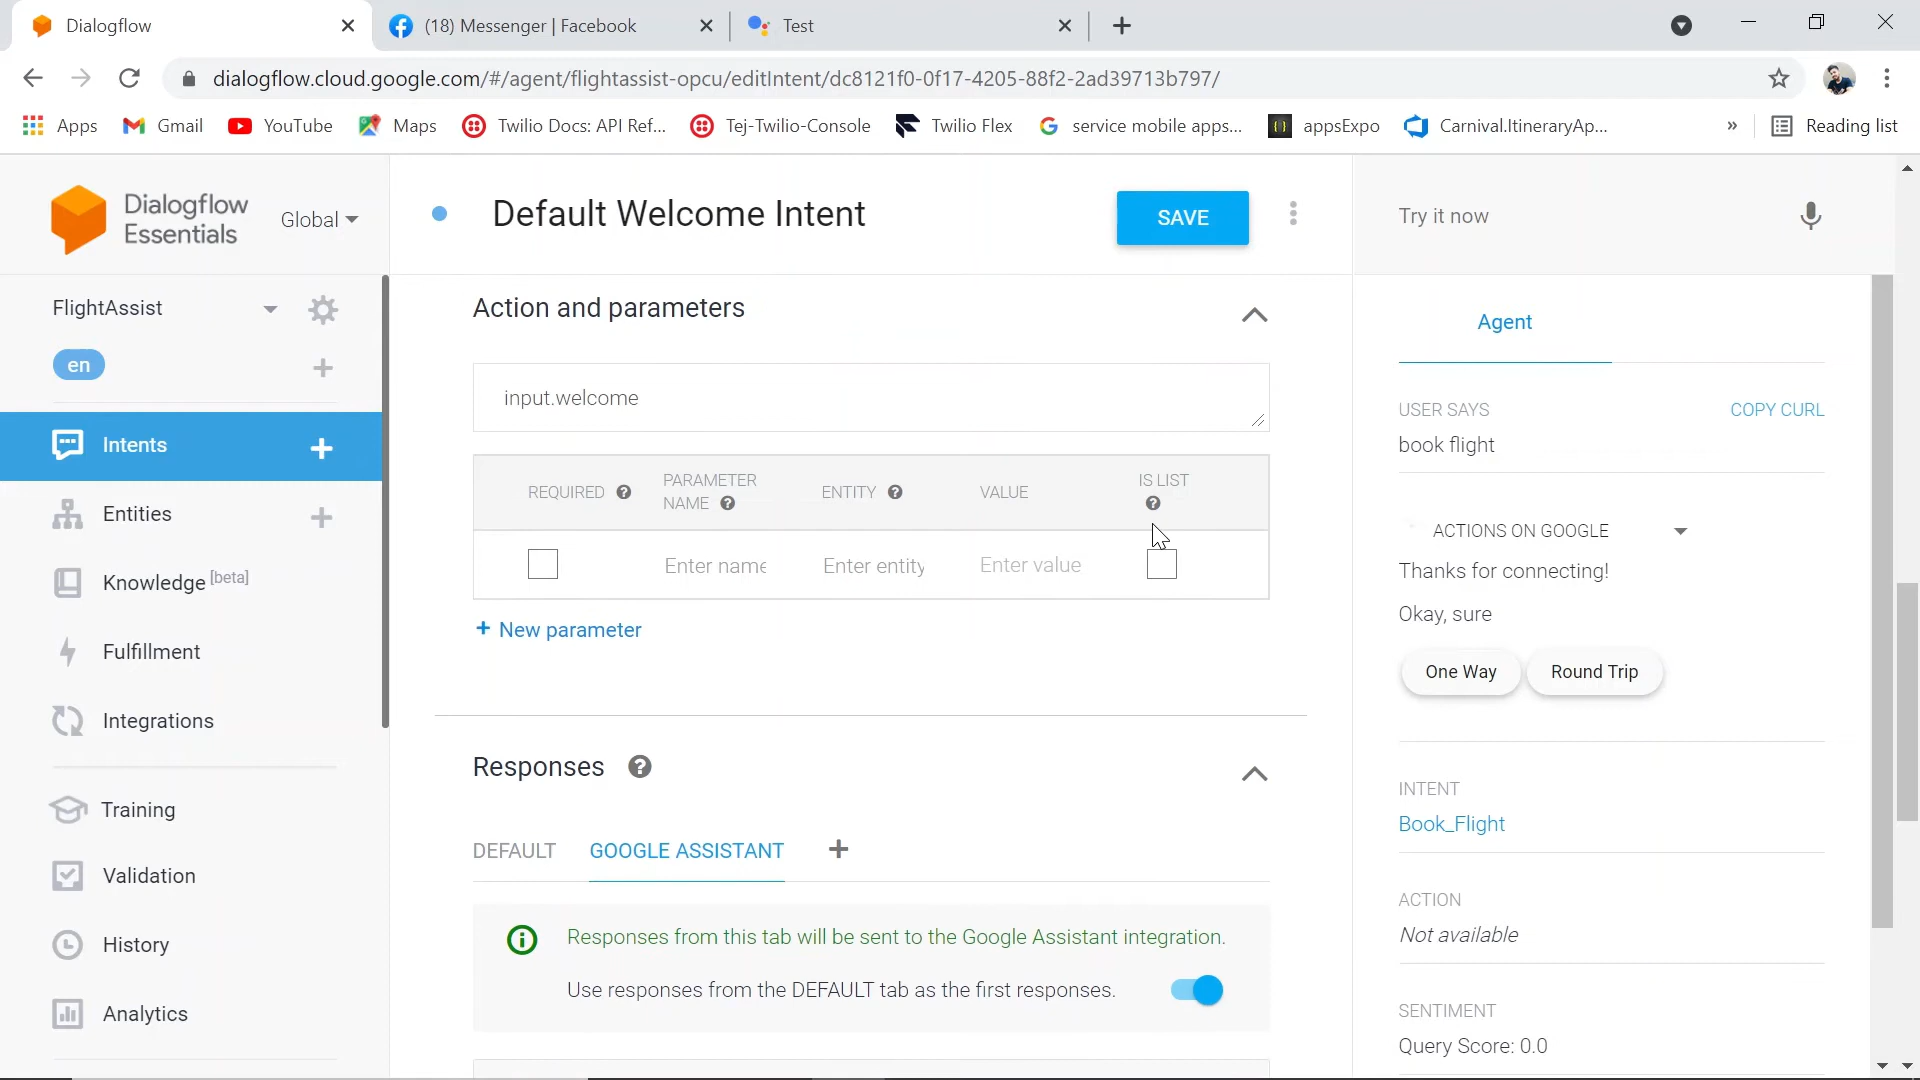 Dialogflow
(18) Messenger | Facebook
Test
dialogflow.cloud.google.com/#/agent/flightassist-opcu/editIntent/dc8121f0-0f17-4205-88f2-2ad39713b797/
Apps
Gmail
YouTube
Maps
Twilio Docs: API Ref...
Tej-Twilio-Console
Twilio Flex
service mobile apps...
appsExpo
Carnival.ItineraryAp...
»
Reading list
Dialogflow
Essentials
Global
FlightAssist
en
Intents
Entities
Knowledge [beta]
Fulfillment
Integrations
Training
Validation
History
Analytics
Default Welcome Intent
SAVE
Action and parameters
input.welcome
REQUIRED
PARAMETER
NAME
ENTITY
VALUE
IS LIST
Enter name
Enter entity
Enter value
+ New parameter
Responses
DEFAULT
GOOGLE ASSISTANT
Responses from this tab will be sent to the Google Assistant integration.
Use responses from the DEFAULT tab as the first responses.
Try it now
Agent
USER SAYS
COPY CURL
book flight
ACTIONS ON GOOGLE
Thanks for connecting!
Okay, sure
One Way
Round Trip
INTENT
Book_Flight
ACTION
Not available
SENTIMENT
Query Score: 0.0